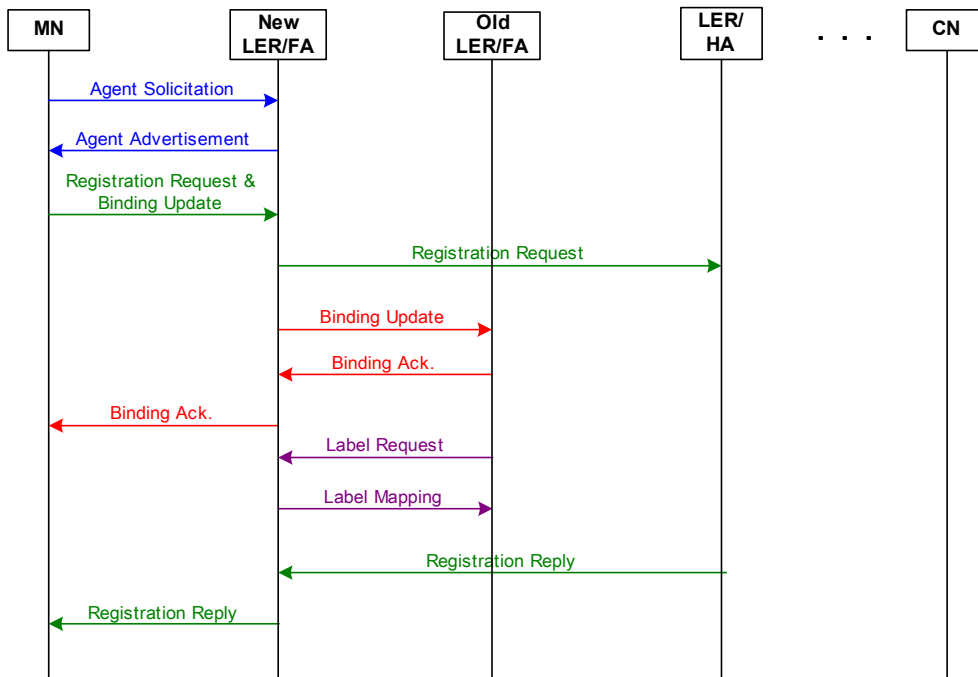 MN
New
LER/FA
Old
LER/FA
LER/
HA
. . .
CN
Agent Solicitation
Agent Advertisement
Registration Request &
Binding Update
Registration Request
Binding Update
Binding Ack.
Binding Ack.
Label Request
Label Mapping
Registration Reply
Registration Reply